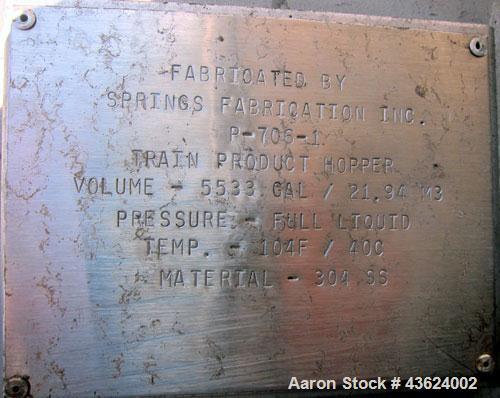 FABRICATED BY
SPRINGS FABRICATION INC.
P-706-1
TRAIN PRODUCT HOPPER
VOLUME - 5533 GAL / 21.94 M3
PRESSURE - FULL LIQUID
TEMP. - 104F / 40C
MATERIAL - 304 SS
Aaron Stock # 43624002